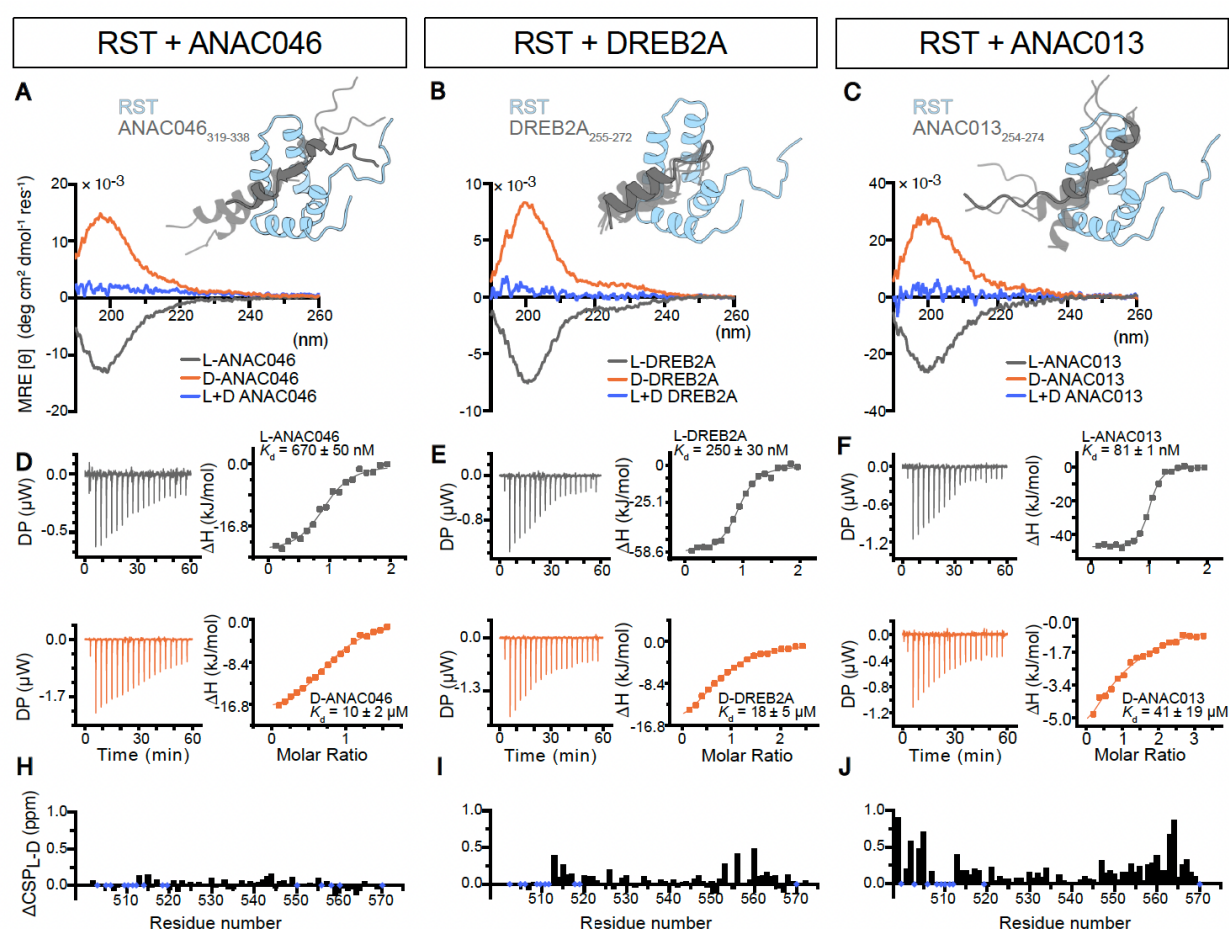 RST + ANAC046
RST + DREB2A
RST + ANAC013
A
RST
ANAC046319-338
MRE [θ] (deg cm2 dmol-1 res-1)
× 10-3
20
10
0
-10
-20
200
220
240
260
(nm)
L-ANAC046
D-ANAC046
L+D ANAC046
B
RST
DREB2A255-272
× 10-3
10
5
0
-5
-10
200
220
240
260
(nm)
L-DREB2A
D-DREB2A
L+D DREB2A
C
RST
ANAC013254-274
× 10-3
40
20
0
-20
-40
200
220
240
260
(nm)
L-ANAC013
D-ANAC013
L+D ANAC013
D
DP (µW)
0.0
-0.5
0
30
60
L-ANAC046
Kd = 670 ± 50 nM
ΔH (kJ/mol)
0.0
-16.8
0
1
2
DP (µW)
0.0
-1.7
0
30
60
Time (min)
ΔH (kJ/mol)
0.0
-8.4
-16.8
D-ANAC046
Kd = 10 ± 2 µM
0
1
Molar Ratio
E
DP (µW)
0.0
-0.8
0
30
60
L-DREB2A
Kd = 250 ± 30 nM
ΔH (kJ/mol)
0
-25.1
-58.6
0
1
2
DP (µW)
0.0
-1.3
0
30
60
Time (min)
ΔH (kJ/mol)
0.0
-8.4
-16.8
D-DREB2A
Kd = 18 ± 5 µM
0
1
2
Molar Ratio
F
DP (µW)
0.0
-0.6
-1.2
0
30
60
L-ANAC013
Kd = 81 ± 1 nM
ΔH (kJ/mol)
0
-20
-40
0
1
2
DP (µW)
0.0
-0.4
-0.8
-1.2
0
30
60
Time (min)
ΔH (kJ/mol)
-0.0
-1.7
-3.4
-5.0
D-ANAC013
Kd = 41 ± 19 µM
0
1
2
3
Molar Ratio
H
ΔCSPL-D (ppm)
1.0
0.5
0.0
510
520
530
540
550
560
570
Residue number
I
1.0
0.5
0.0
510
520
530
540
550
560
570
Residue number
J
1.0
0.5
0.0
510
520
530
540
550
560
570
Residue number